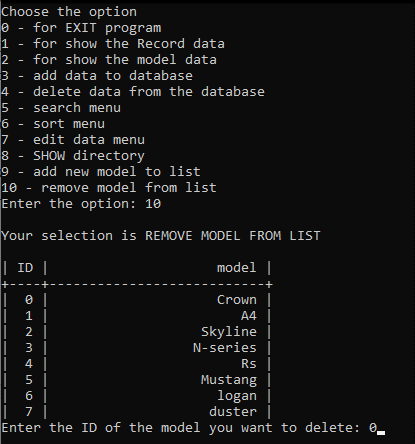 Choose the option
0 - for EXIT program
1 - for show the Record data
2 - for show the model data
3 - add data to database
4 - delete data from the database
5 - search menu
6 - sort menu
7 - edit data menu
8 - SHOW directory
9 - add new model to list
10 - remove model from list
Enter the option: 10
Your selection is REMOVE MODEL FROM LIST
| ID |                     model |
+----+---------------------------+
|  0 |                     Crown |
|  1 |                        A4 |
|  2 |                   Skyline |
|  3 |                  N-series |
|  4 |                        Rs |
|  5 |                   Mustang |
|  6 |                     logan |
|  7 |                    duster |
Enter the ID of the model you want to delete: 0